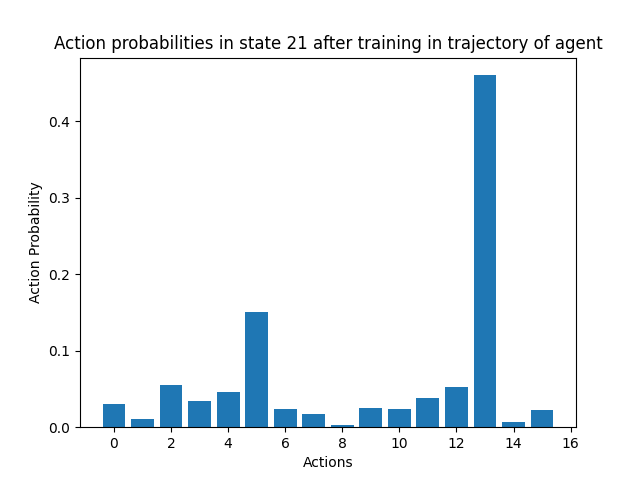 Action probabilities in state 21 after training in trajectory of agent
Action Probability
0.4
0.3
0.2
0.1
0.0
0 2 4 6 8 10 12 14 16
Actions